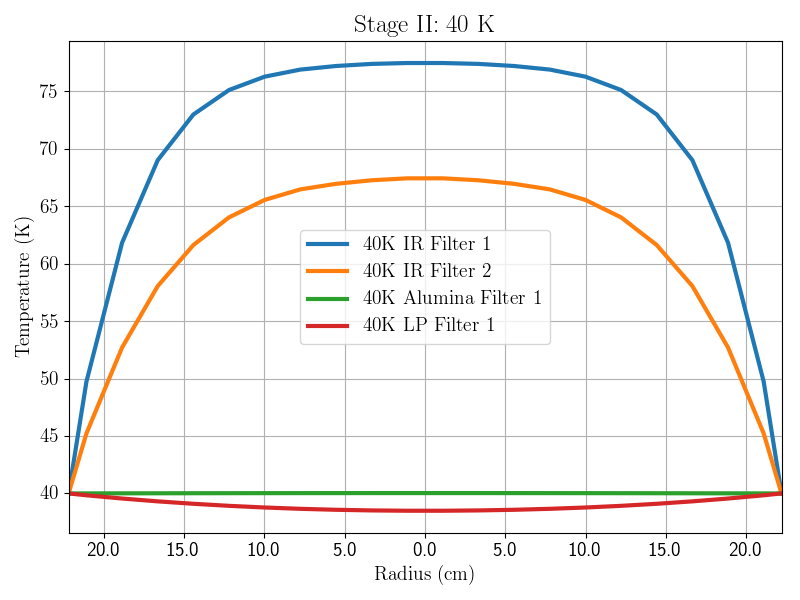 Stage II: 40 K
Temperature (K)
75
70
65
60
55
50
45
40
40K IR Filter 1
40K IR Filter 2
40K Alumina Filter 1
40K LP Filter 1
20.0 15.0 10.0 5.0 0.0 5.0 10.0 15.0 20.0
Radius (cm)